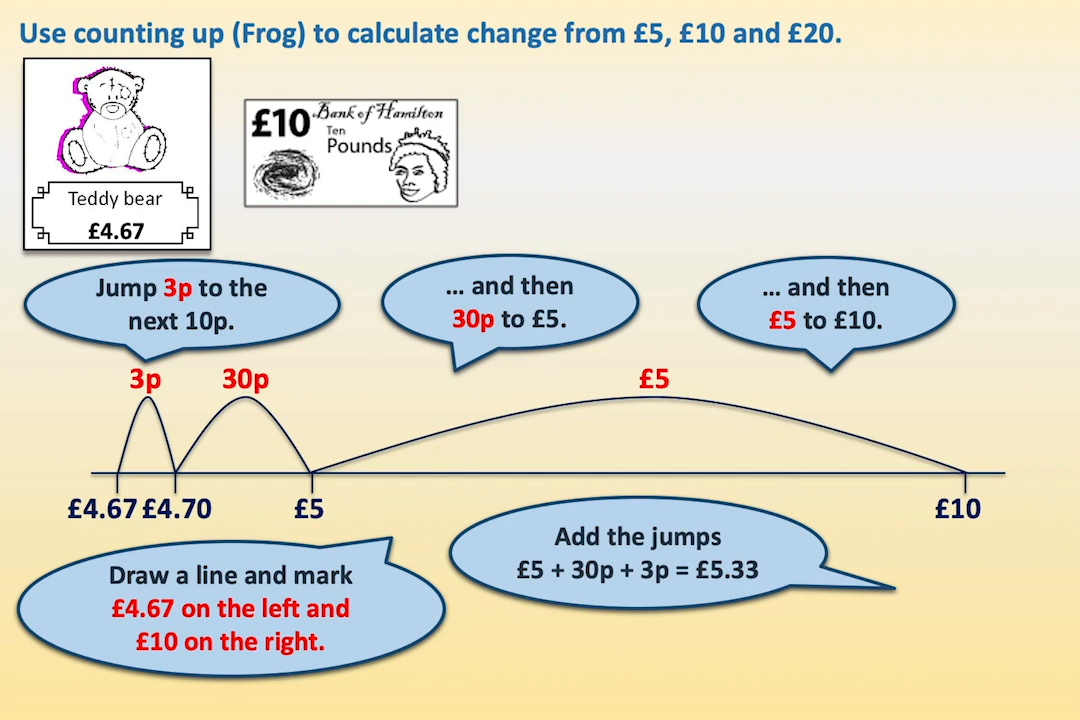 Use counting up (Frog) to calculate change from £5, £10 and £20.
Teddy bear
£4.67
£10
Bank of Hamilton
Ten
Pounds
Jump 3p to the
next 10p.
... and then
30p to £5.
... and then
£5 to £10.
3p
30p
£5
£4.67
£4.70
£5
£10
Draw a line and mark
£4.67 on the left and
£10 on the right.
Add the jumps
£5 + 30p + 3p = £5.33